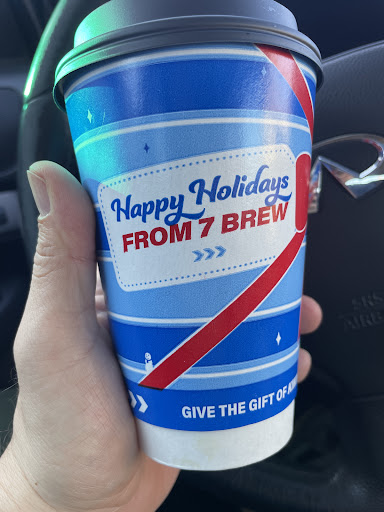 Happy Holidays
FROM 7 BREW
GIVE THE GIFT OF